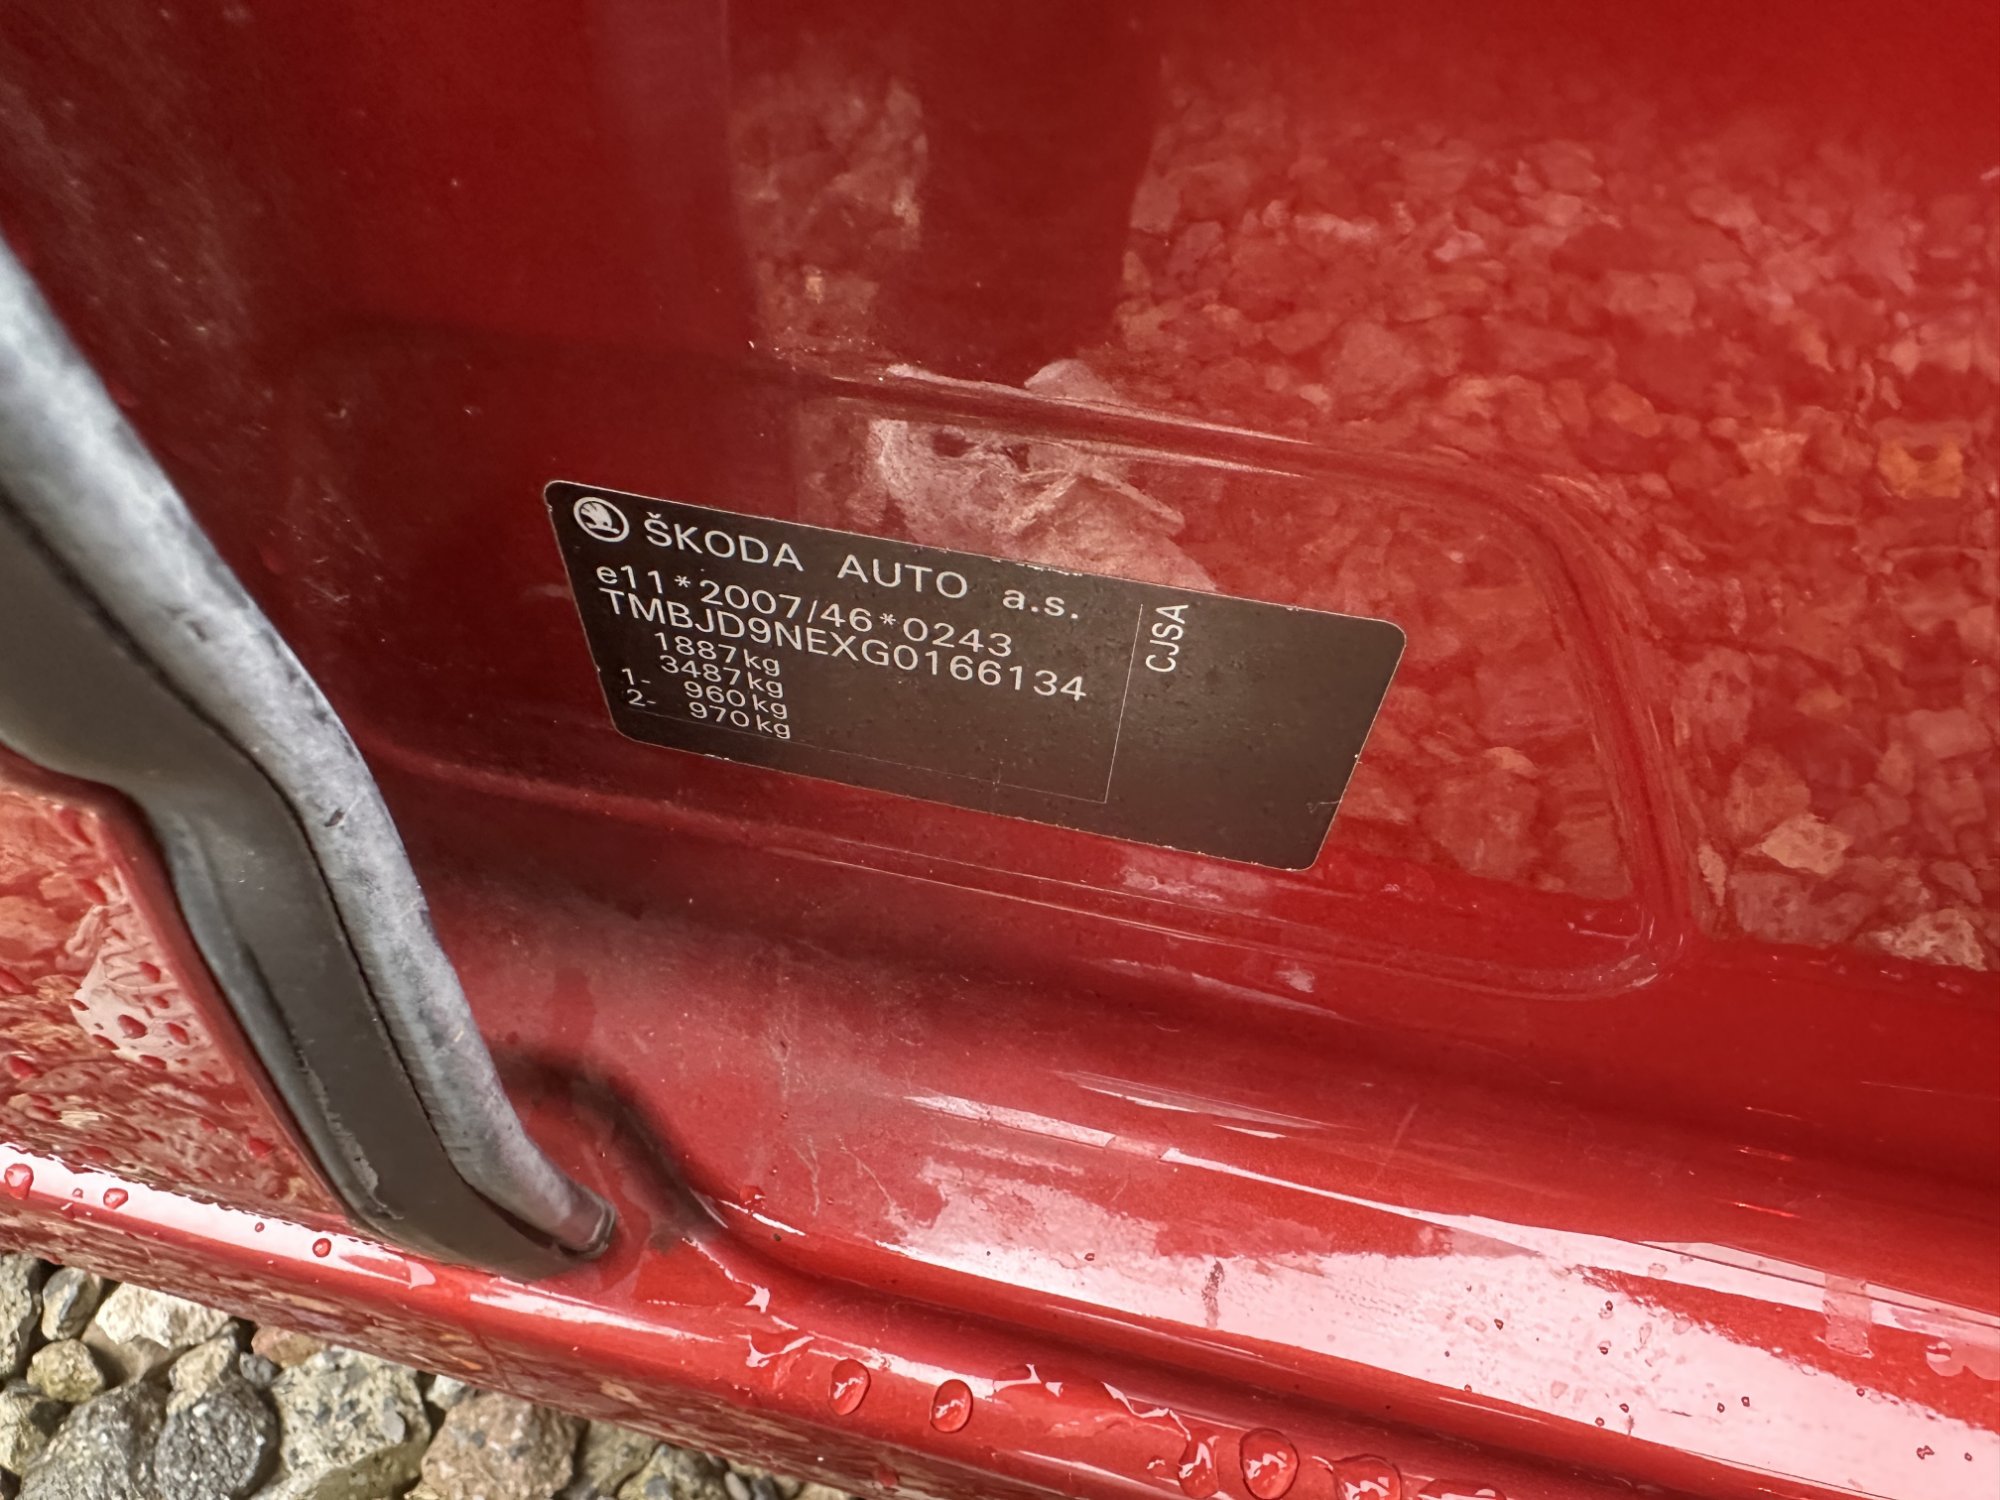 ŠKODA AUTO a.s.
e11*2007/46*0243
TMBJD9NEXG0166134
1887kg
3487kg
1- 960kg
2- 970kg
CJSA